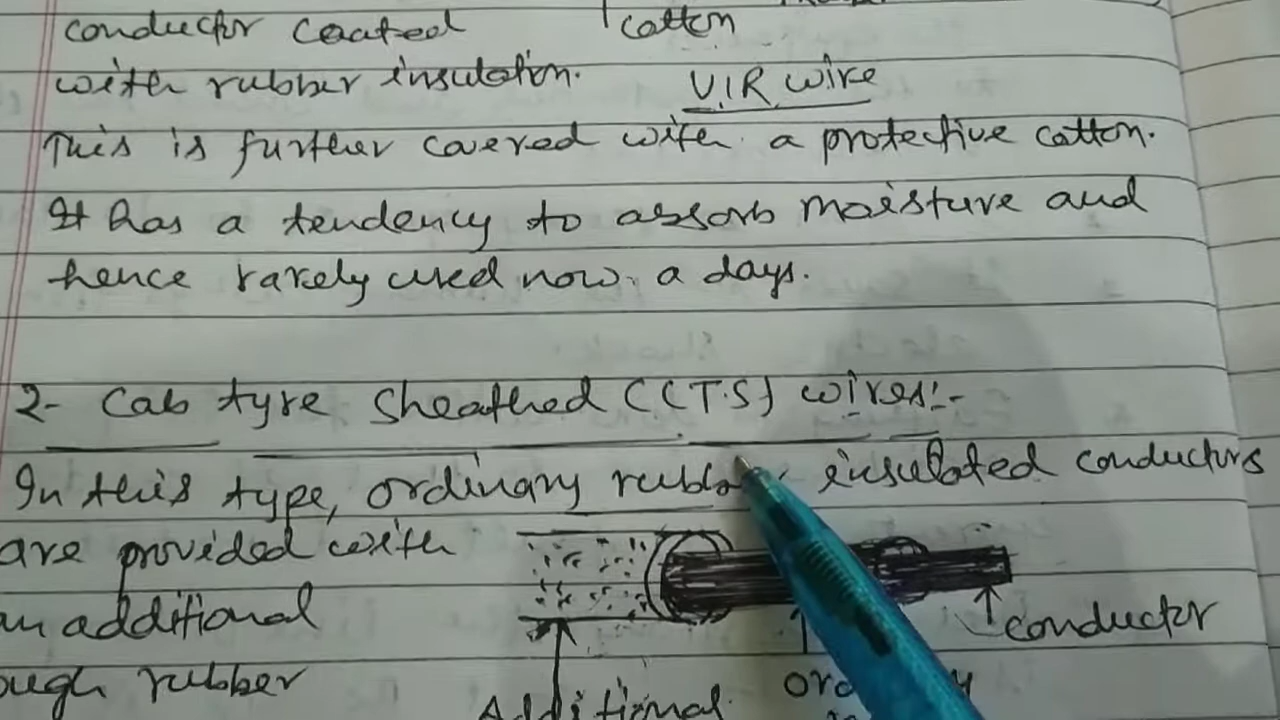 conductor coated
cotton
with rubber insulation.
V.I.R. wire
This is further covered with a protective cotton.
It has a tendency to absorb moisture and
hence rarely used now. a days.
2- Cab tyre Sheathed (C.T.S) wires:-
In this type, ordinary insulated conductors
are provided with
an additional
conductor
rubber
Additional